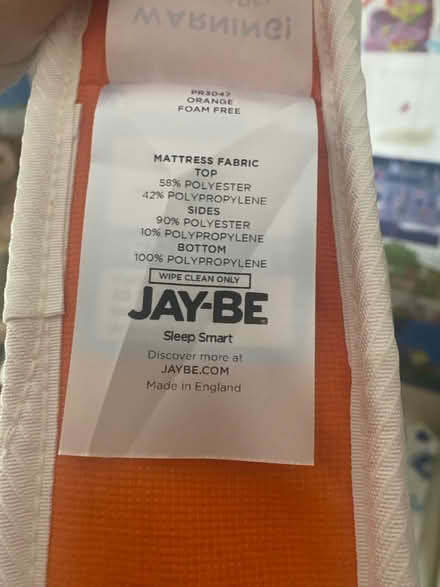 WARNING!
PR3047
ORANGE
FOAM FREE
MATTRESS FABRIC
TOP
58% POLYESTER
42% POLYPROPYLENE
SIDES
90% POLYESTER
10% POLYPROPYLENE
BOTTOM
100% POLYPROPYLENE
WIPE CLEAN ONLY
JAY-BE
Sleep Smart
Discover more at
JAYBE.COM
Made in England